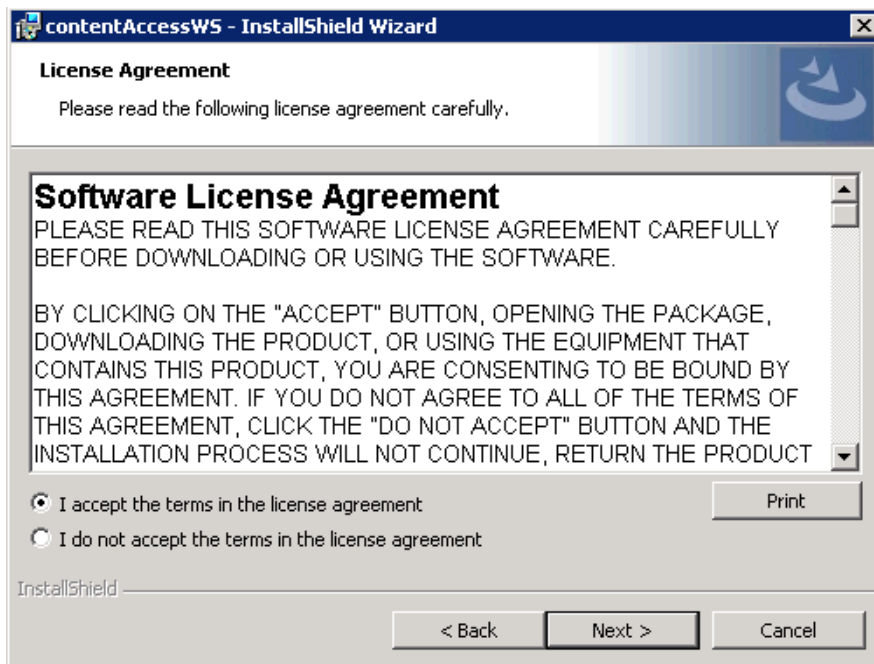 contentAccessWS - InstallShield Wizard
License Agreement
Please read the following license agreement carefully.
Software License Agreement
PLEASE READ THIS SOFTWARE LICENSE AGREEMENT CAREFULLY
BEFORE DOWNLOADING OR USING THE SOFTWARE.
BY CLICKING ON THE "ACCEPT" BUTTON, OPENING THE PACKAGE,
DOWNLOADING THE PRODUCT, OR USING THE EQUIPMENT THAT
CONTAINS THIS PRODUCT, YOU ARE CONSENTING TO BE BOUND BY
THIS AGREEMENT. IF YOU DO NOT AGREE TO ALL OF THE TERMS OF
THIS AGREEMENT, CLICK THE "DO NOT ACCEPT" BUTTON AND THE
INSTALLATION PROCESS WILL NOT CONTINUE, RETURN THE PRODUCT
I accept the terms in the license agreement
Print
I do not accept the terms in the license agreement
InstallShield
< Back
Next >
Cancel